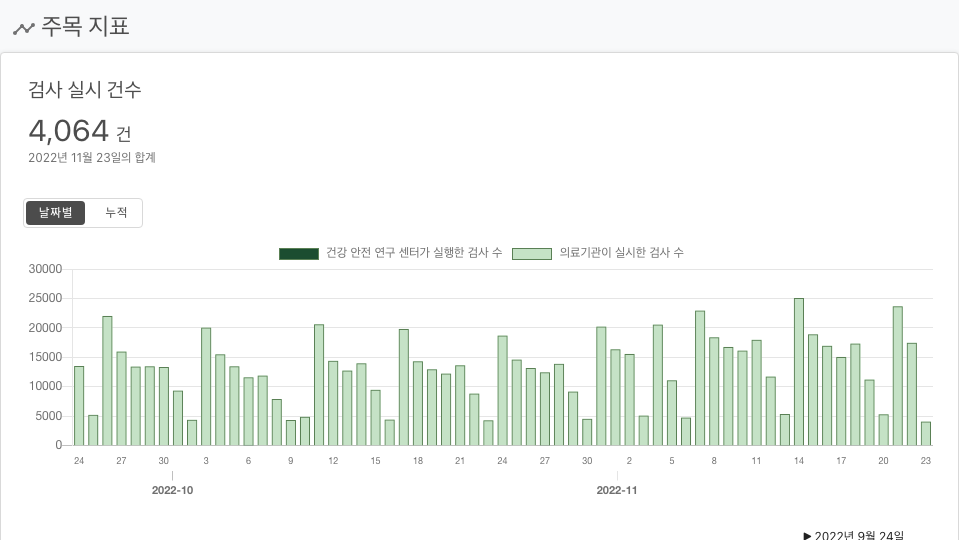 주목 지표
검사 실시 건수
4,064 건
2022년 11월 23일의 합계
날짜별 누적
건강 안전 연구 센터가 실행한 검사 수 의료기관이 실시한 검사 수
30000
25000
20000
15000
10000
5000
0
24 27 30 3 6 9 12 15 18 21 24 27 30 2 5 8 11 14 17 20 23
2022-10 2022-11
▶ 2022년 9월 24일